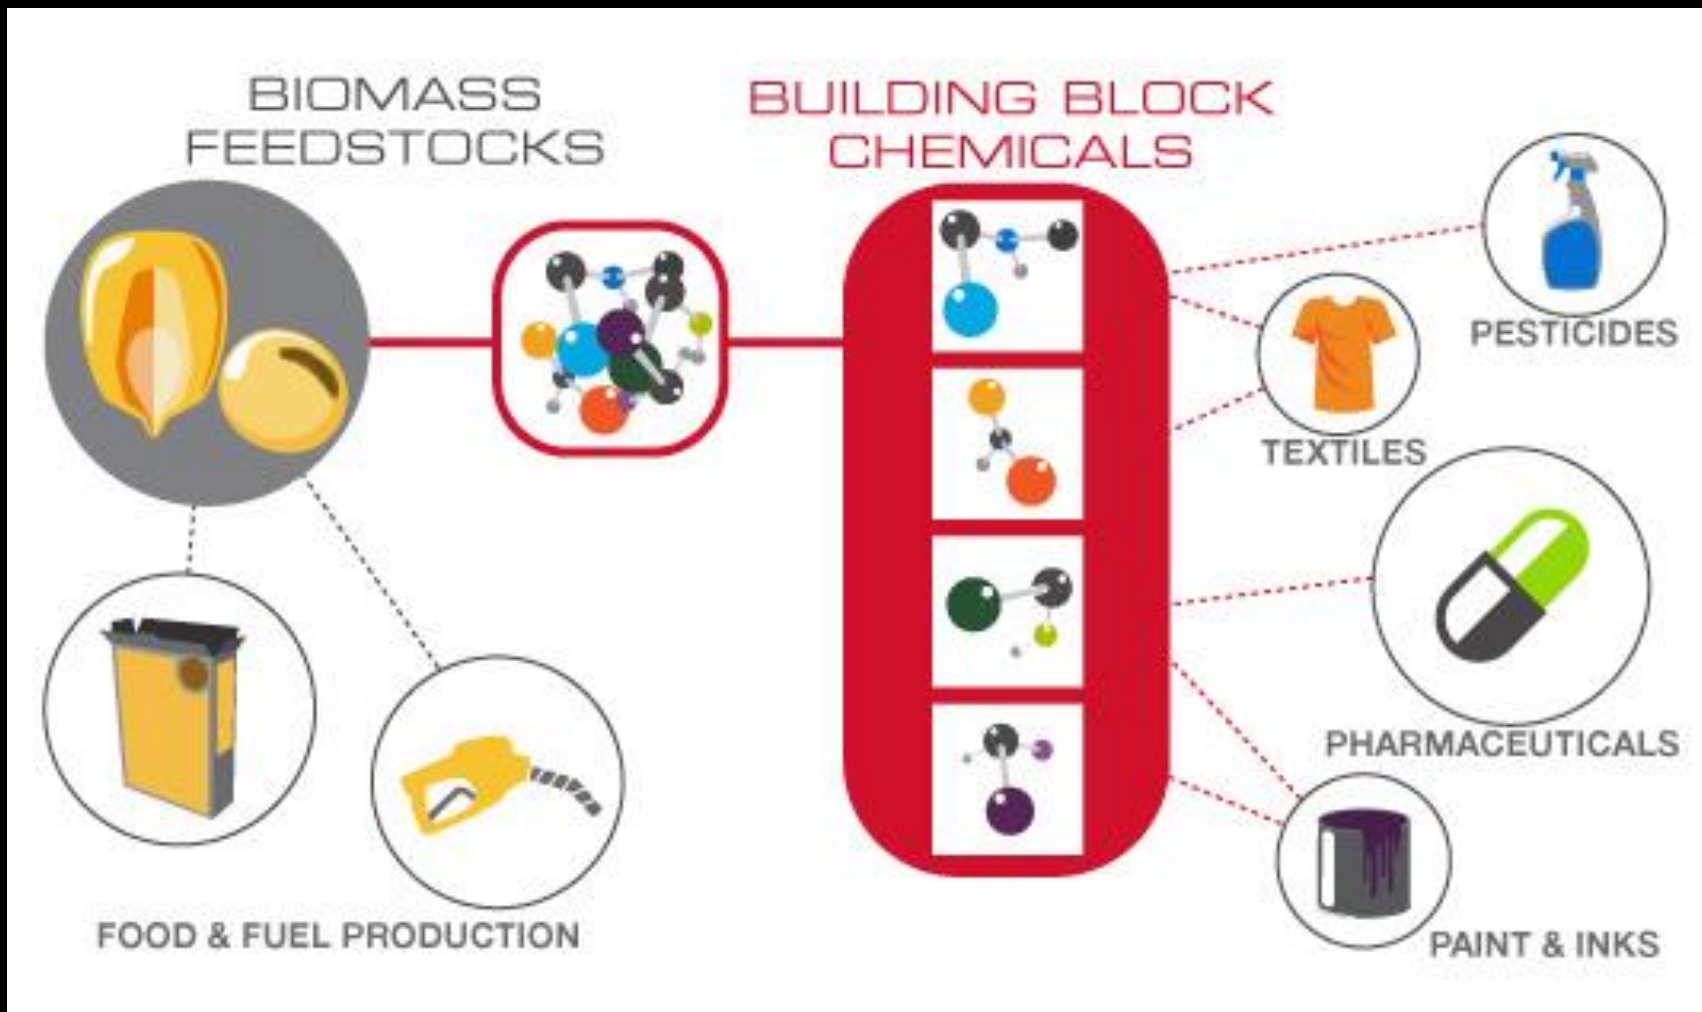 BIOMASS
FEEDSTOCKS
BUILDING BLOCK
CHEMICALS
PESTICIDES
TEXTILES
PHARMACEUTICALS
FOOD & FUEL PRODUCTION
PAINT & INKS